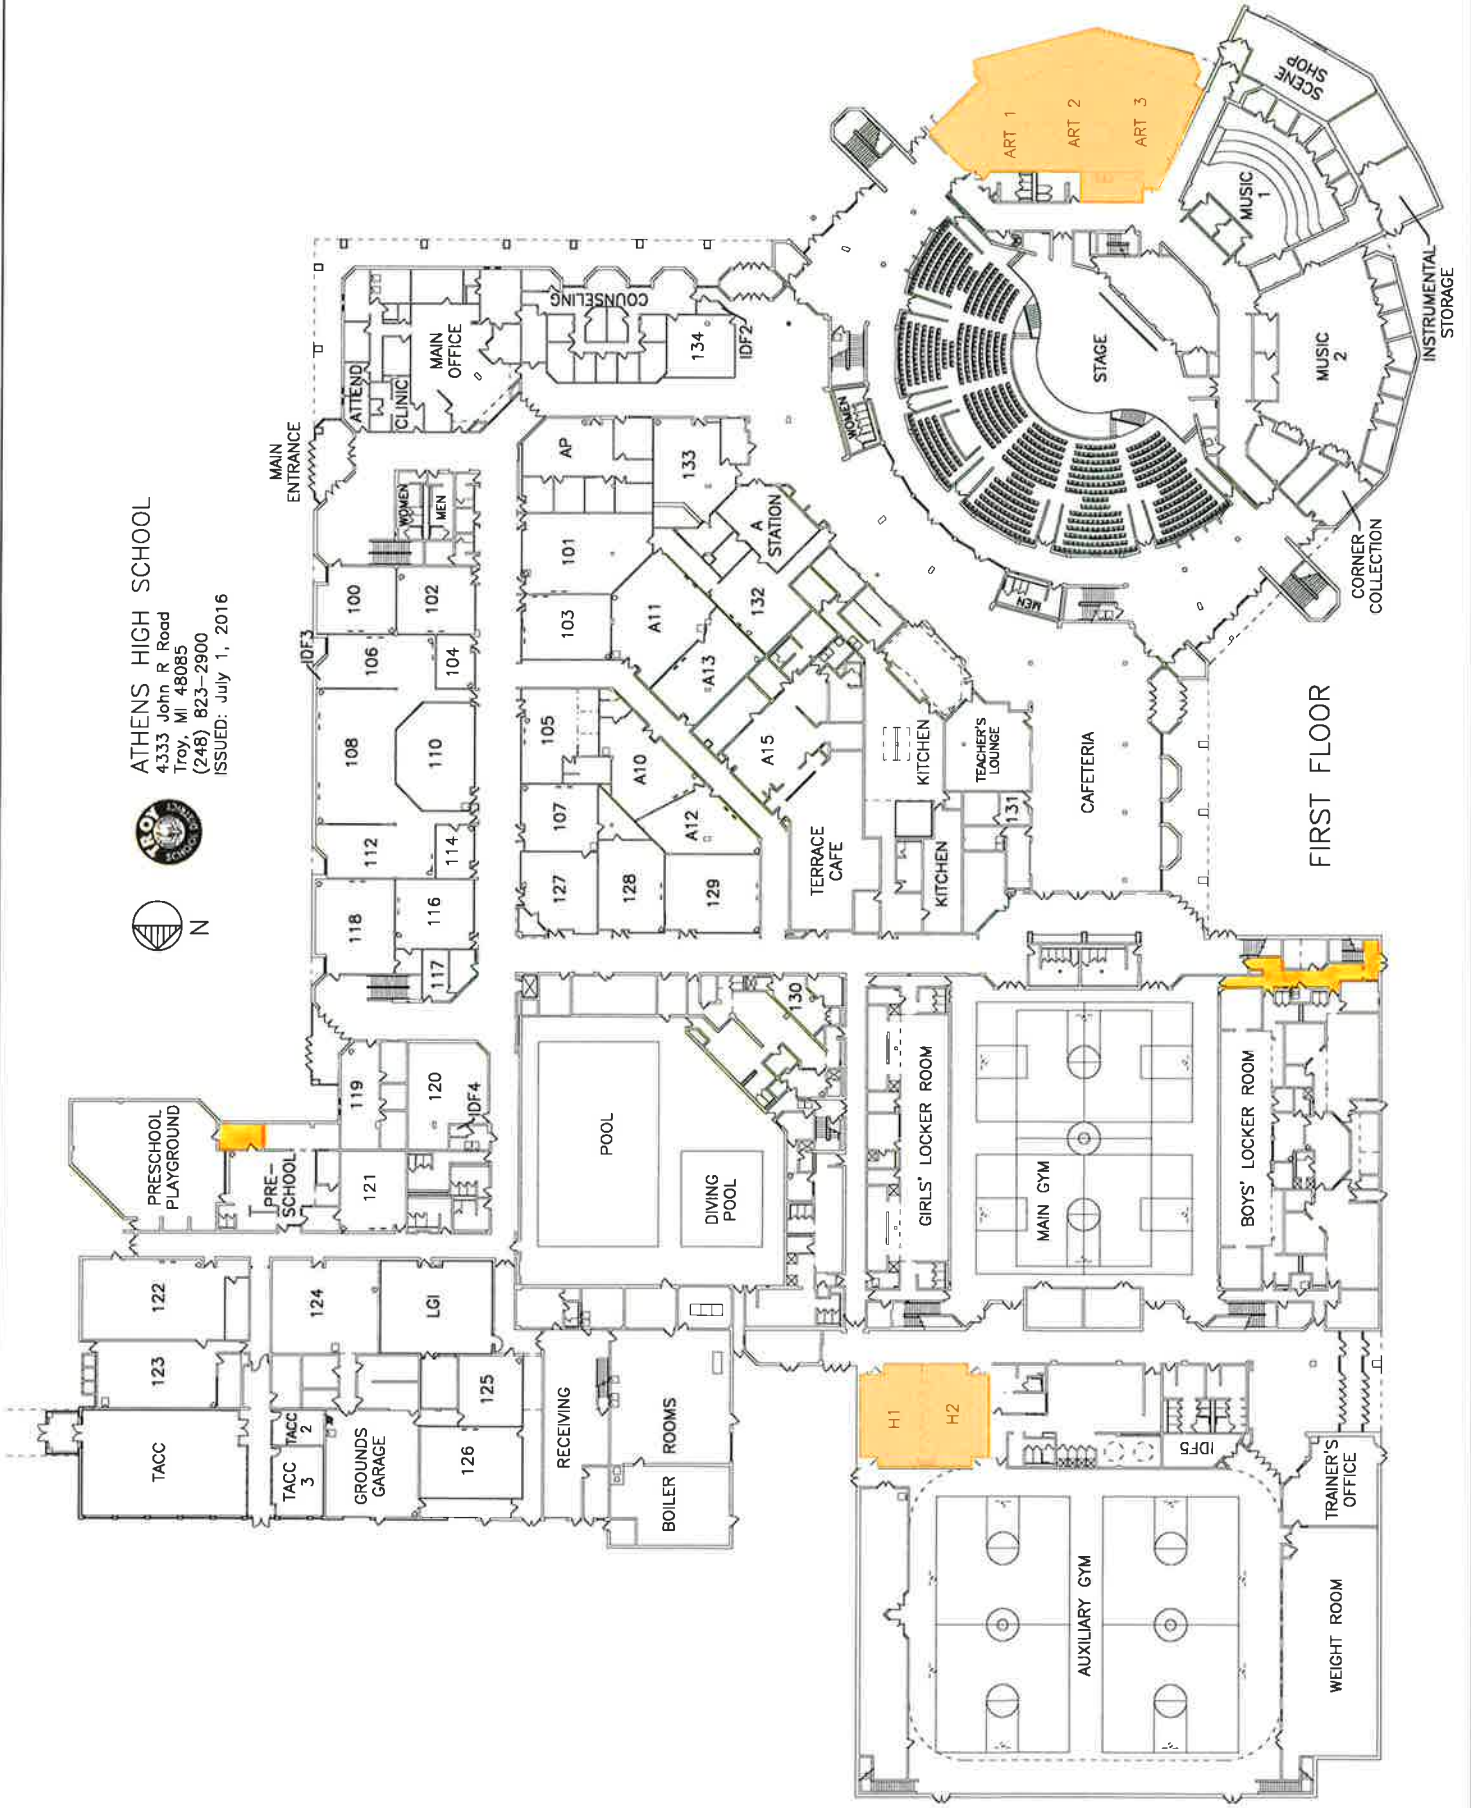 ATHENS HIGH SCHOOL
4333 John R Road
Troy, MI 48085
(248) 823-2900
ISSUED: July 1, 2016
TROY
SCHOOL DISTRICT
N
MAIN
ENTRANCE
IDF3
ATTEND
CLINIC
MAIN
OFFICE
COUNSELING
134
IDF2
WOMEN
MEN
AP
133
A
STATION
100
102
101
103
A11
132
106
104
A13
108
110
105
A10
A15
107
A12
112
114
127
128
129
118
116
117
TERRACE
CAFE
KITCHEN
KITCHEN
TEACHER'S
LOUNGE
131
CAFETERIA
WOMEN
MEN
STAGE
ART 1
ART 2
ART 3
SCENE
SHOP
MUSIC
1
MUSIC
2
INSTRUMENTAL
STORAGE
CORNER
COLLECTION
FIRST FLOOR
119
120
IDF4
121
PRESCHOOL
PLAYGROUND
PRE-
SCHOOL
POOL
DIVING
POOL
130
GIRLS' LOCKER ROOM
MAIN GYM
BOYS' LOCKER ROOM
122
123
124
LGI
125
126
TACC
TACC
2
TACC
3
GROUNDS
GARAGE
RECEIVING
BOILER
ROOMS
H1
H2
IDF5
TRAINER'S
OFFICE
AUXILIARY GYM
WEIGHT ROOM